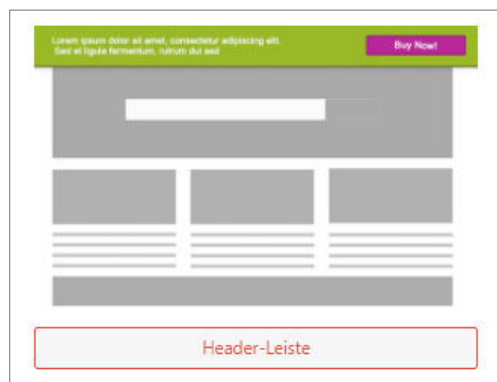 Lorem ipsum dolor sit amet, consectetur adipiscing elit.
Sed et ligula fermentum, rutrum dui sed
Buy Now!
Header-Leiste